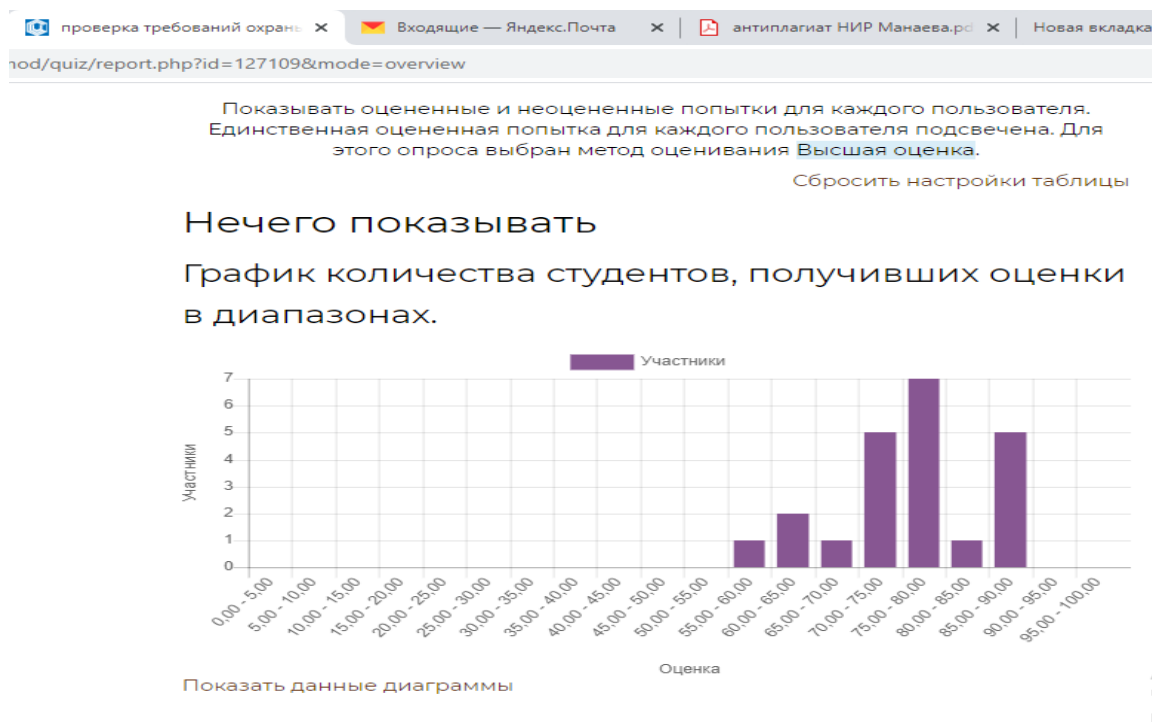 проверка требований охраны
Входящие — Яндекс.Почта
антиплагиат НИР Манаева.pd
Новая вкладка
nod/quiz/report.php?id=127109&mode=overview
Показывать оцененные и неоцененные попытки для каждого пользователя.
Единственная оцененная попытка для каждого пользователя подсвечена. Для
этого опроса выбран метод оценивания Высшая оценка.
Сбросить настройки таблицы
Нечего показывать
График количества студентов, получивших оценки
в диапазонах.
Участники
Участники
7
6
5
4
3
2
1
0
0,00 - 5,00
5,00 - 10,00
10,00 - 15,00
15,00 - 20,00
20,00 - 25,00
25,00 - 30,00
30,00 - 35,00
35,00 - 40,00
40,00 - 45,00
45,00 - 50,00
50,00 - 55,00
55,00 - 60,00
60,00 - 65,00
65,00 - 70,00
70,00 - 75,00
75,00 - 80,00
80,00 - 85,00
85,00 - 90,00
90,00 - 95,00
95,00 - 100,00
Оценка
Показать данные диаграммы